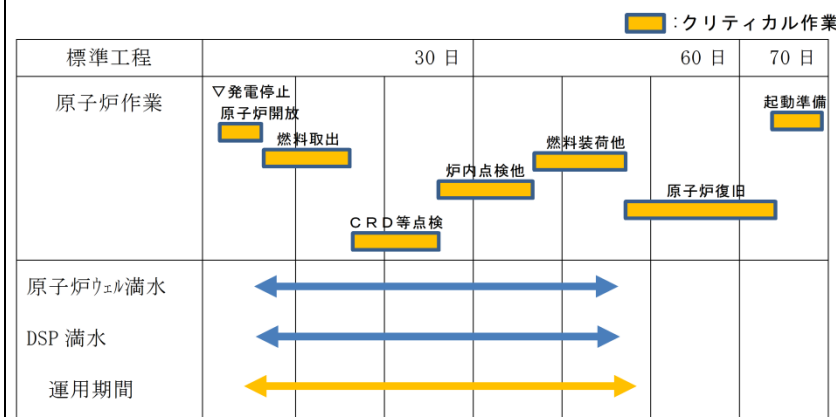 ：クリティカル作業
標準工程 30 日 60 日 70 日
原子炉作業
▽発電停止
原子炉開放
燃料取出
CRD等点検
炉内点検他
燃料装荷他
原子炉復旧
起動準備
原子炉ウェル満水
DSP 満水
運用期間